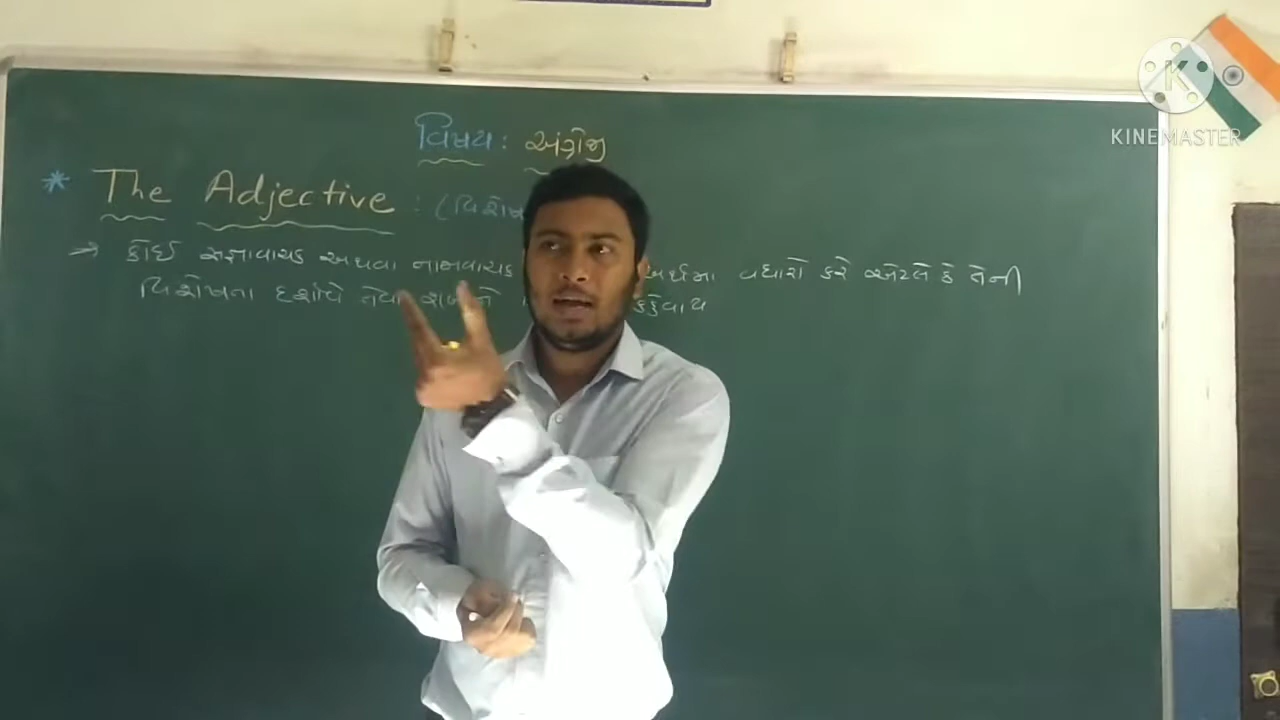 વિષય : અંગ્રેજી
* The Adjective : (વિશે
→ કોઈ સંજ્ઞાવાચક અથવા નામવાચક અર્થમાં વધારો કરે એટલે કે તેની
વિશેષતા દર્શાવે તેવા શબ્દને કહેવાય
KINEMASTER